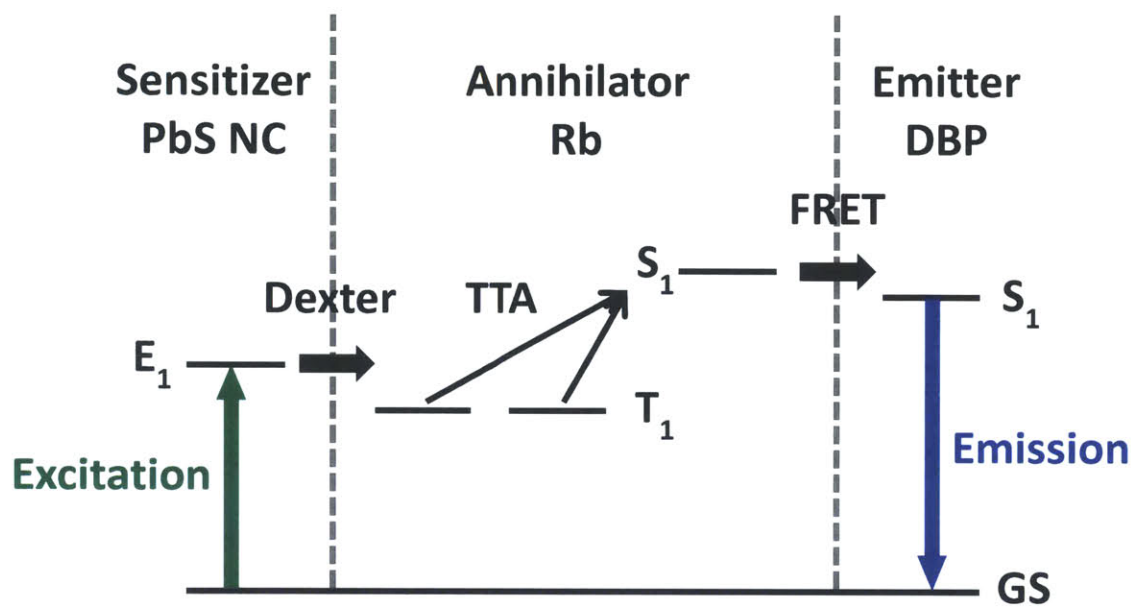 Sensitizer
PbS NC
Annihilator
Rb
Emitter
DBP
FRET
S₁
Dexter
TTA
S₁
E₁
T₁
Excitation
Emission
GS